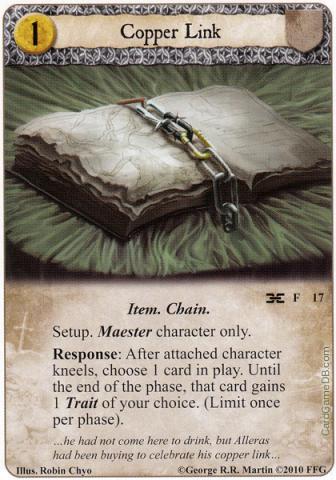 1
Copper Link
F 17
Item. Chain.
Setup. Maester character only.
Response: After attached character
kneels, choose 1 card in play. Until
the end of the phase, that card gains
1 Trait of your choice. (Limit once
per phase).
...he had not come here to drink, but Alleras
had been buying to celebrate his copper link...
Illus. Robin Chyo
©George R.R. Martin ©2010 FFG
CardGameDB.com